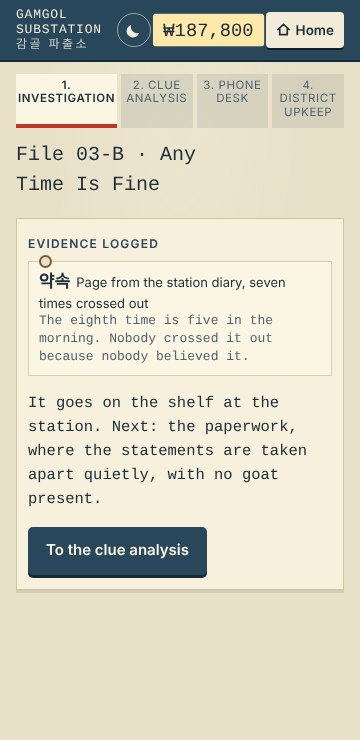 GAMGOL
SUBSTATION
감골 파출소
₩187,800
Home
1.
INVESTIGATION
2. CLUE
ANALYSIS
3. PHONE
DESK
4.
DISTRICT
UPKEEP
File 03-B · Any
Time Is Fine
EVIDENCE LOGGED
약속 Page from the station diary, seven
times crossed out
The eighth time is five in the
morning. Nobody crossed it out
because nobody believed it.
It goes on the shelf at the
station. Next: the paperwork,
where the statements are taken
apart quietly, with no goat
present.
To the clue analysis